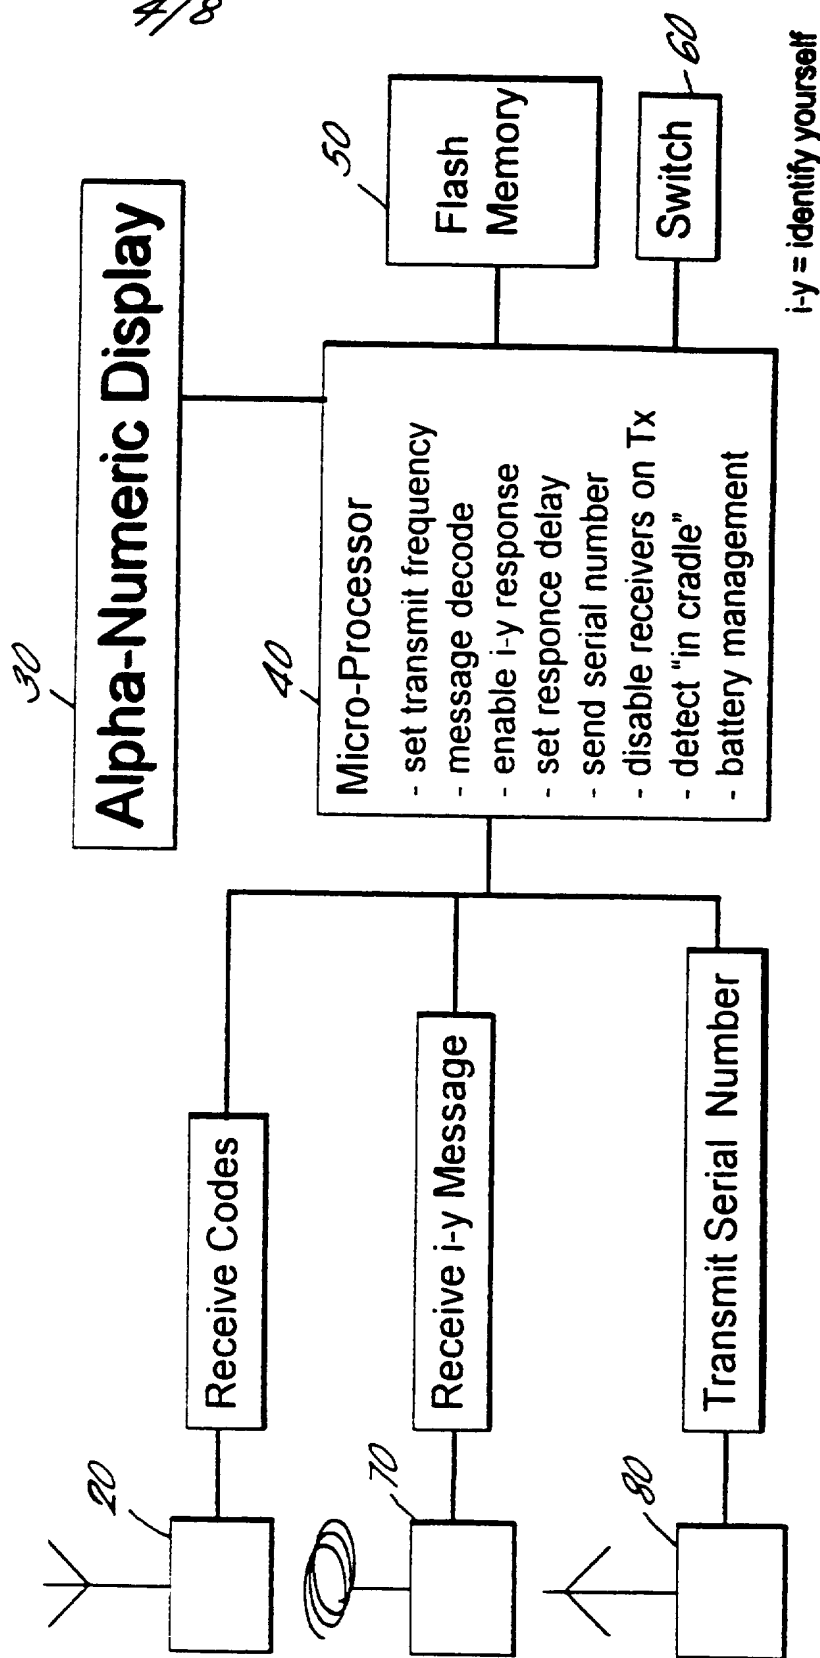 4/8
30
Alpha-Numeric Display
40
Micro-Processor
- set transmit frequency
- message decode
- enable i-y response
- set responce delay
- send serial number
- disable receivers on Tx
- detect "in cradle"
- battery management
50
Flash
Memory
Switch
60
20
Receive Codes
70
Receive i-y Message
80
Transmit Serial Number
i-y = identify yourself